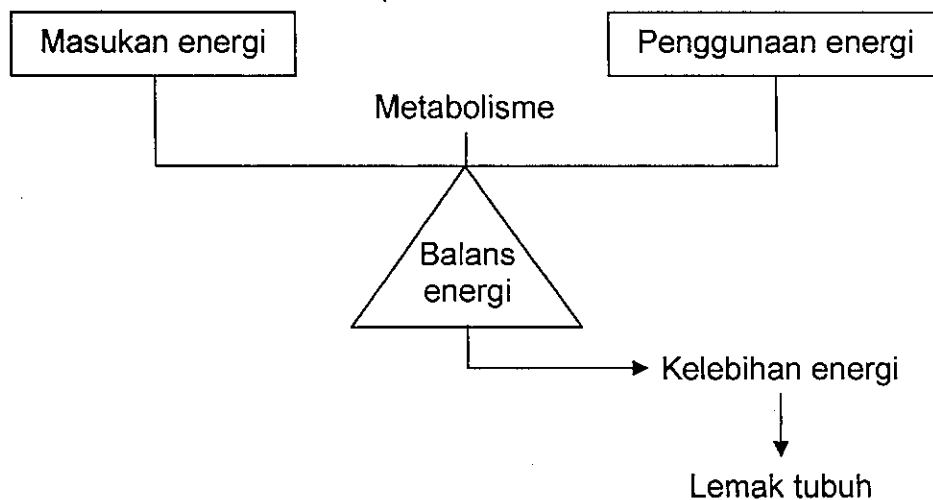 Masukan energi
Penggunaan energi
Metabolisme
Balans
energi
Kelebihan energi
Lemak tubuh